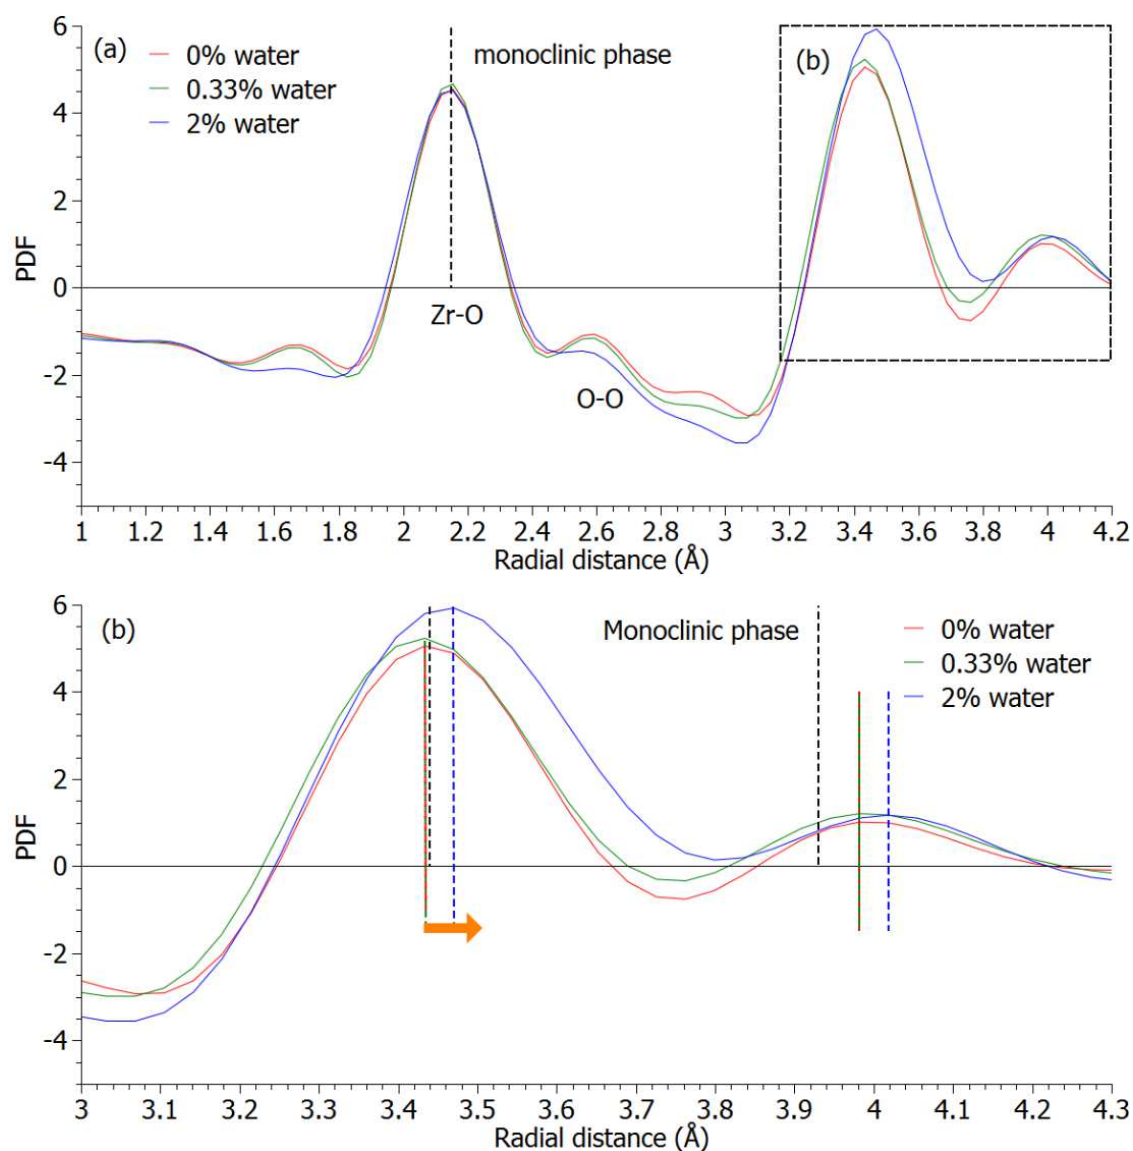 (a)
0% water
0.33% water
2% water
monoclinic phase
(b)
Zr-O
O-O
PDF
6
4
2
0
-2
-4
1 1.2 1.4 1.6 1.8 2 2.2 2.4 2.6 2.8 3 3.2 3.4 3.6 3.8 4 4.2
Radial distance (Å)
(b)
Monoclinic phase
0% water
0.33% water
2% water
PDF
6
4
2
0
-2
-4
3 3.1 3.2 3.3 3.4 3.5 3.6 3.7 3.8 3.9 4 4.1 4.2 4.3
Radial distance (Å)